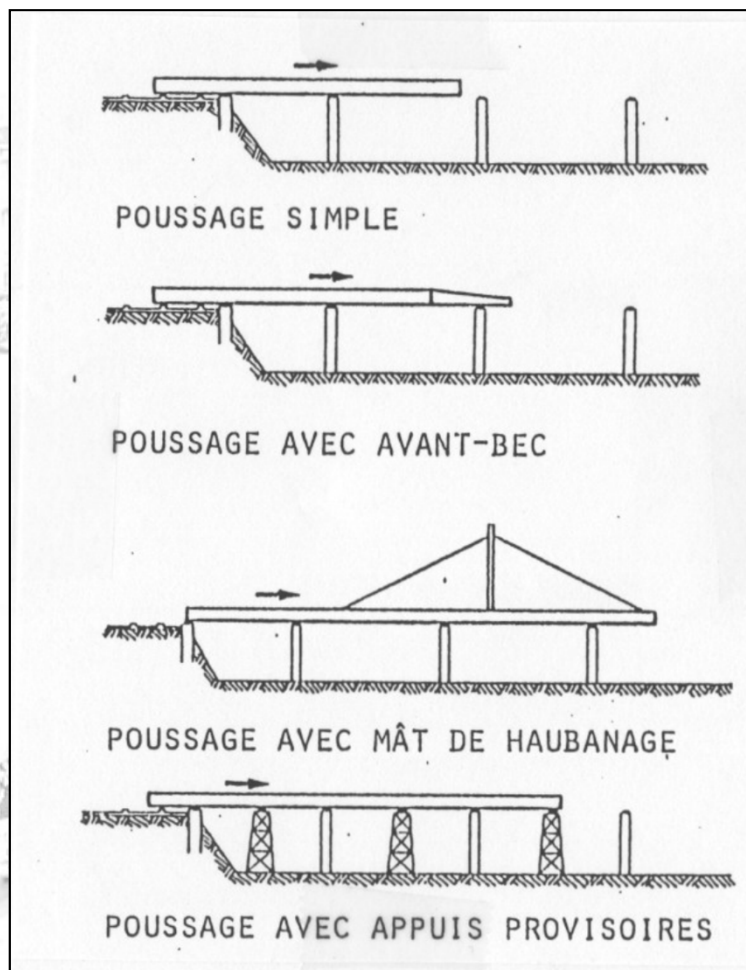 POUSSAGE SIMPLE
POUSSAGE AVEC AVANT-BEC
POUSSAGE AVEC MÂT DE HAUBANAGE
POUSSAGE AVEC APPUIS PROVISOIRES